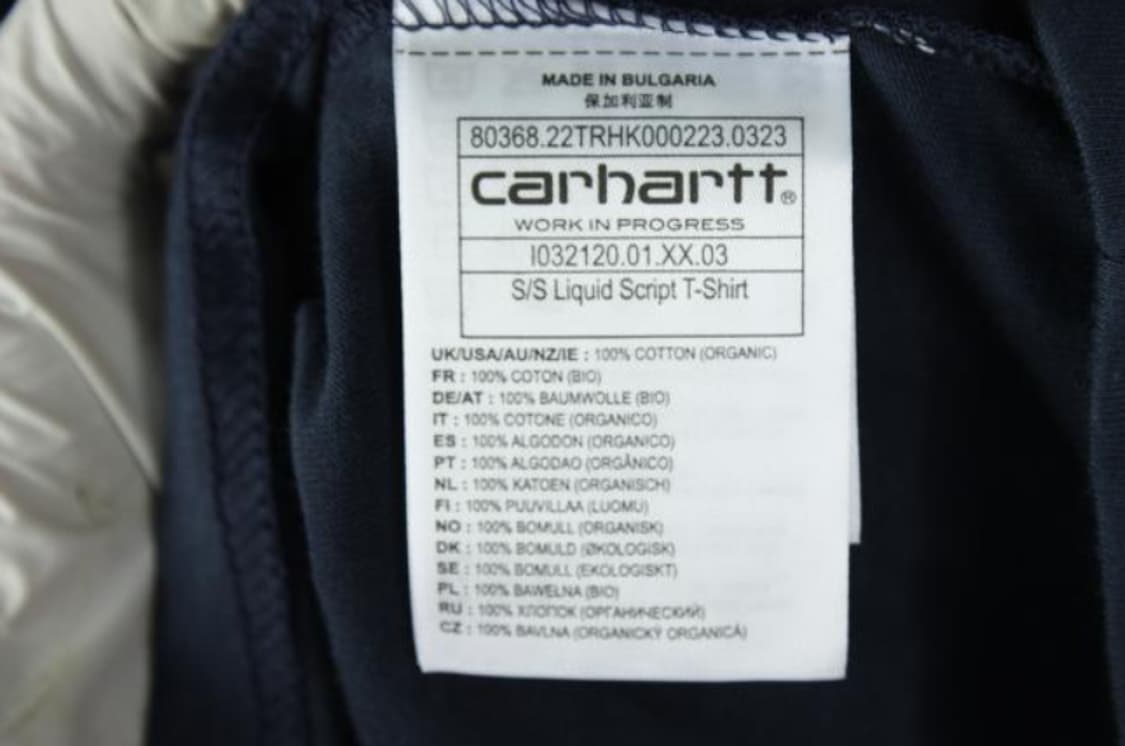 MADE IN BULGARIA
保加利亚制
80368.22TRHK000223.0323
carhartt®
WORK IN PROGRESS
I032120.01.XX.03
S/S Liquid Script T-Shirt
UK/USA/AU/NZ/IE : 100% COTTON (ORGANIC)
FR : 100% COTON (BIO)
DE/AT : 100% BAUMWOLLE (BIO)
IT : 100% COTONE (ORGANICO)
ES : 100% ALGODON (ORGANICO)
PT : 100% ALGODAO (ORGÂNICO)
NL : 100% KATOEN (ORGANISCH)
FI : 100% PUUVILLAA (LUOMU)
NO : 100% BOMULL (ORGANISK)
DK : 100% BOMULD (ØKOLOGISK)
SE : 100% BOMULL (EKOLOGISKT)
PL : 100% BAWELNA (BIO)
RU : 100% ХЛОПОК (ОРГАНИЧЕСКИЙ)
CZ : 100% BAVLNA (ORGANICKÝ ORGANICÁ)